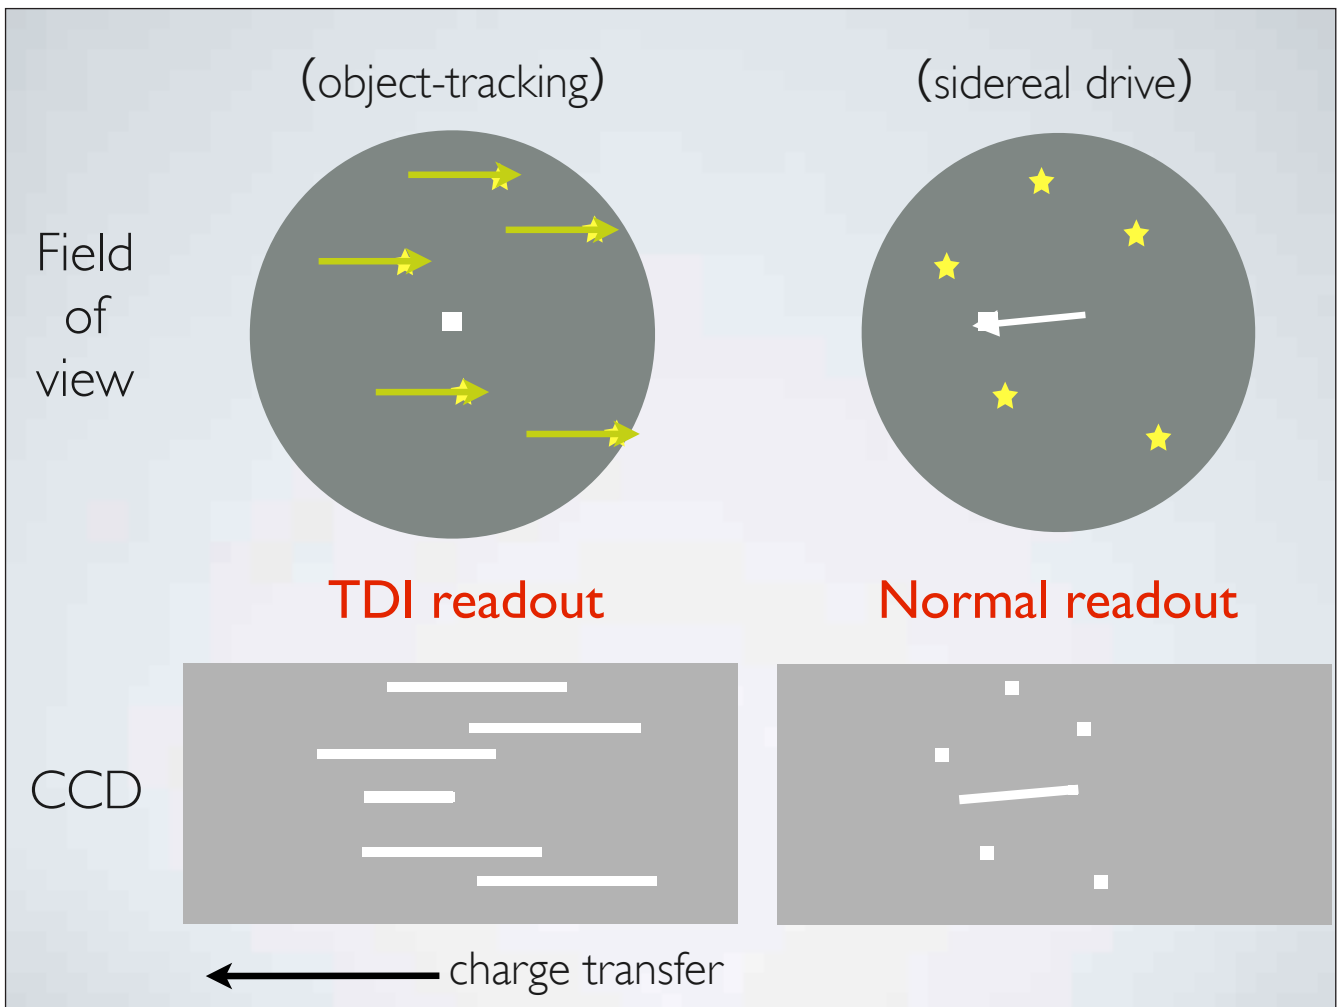 (object-tracking)
(sidereal drive)
Field
of
view
TDI readout
Normal readout
CCD
charge transfer